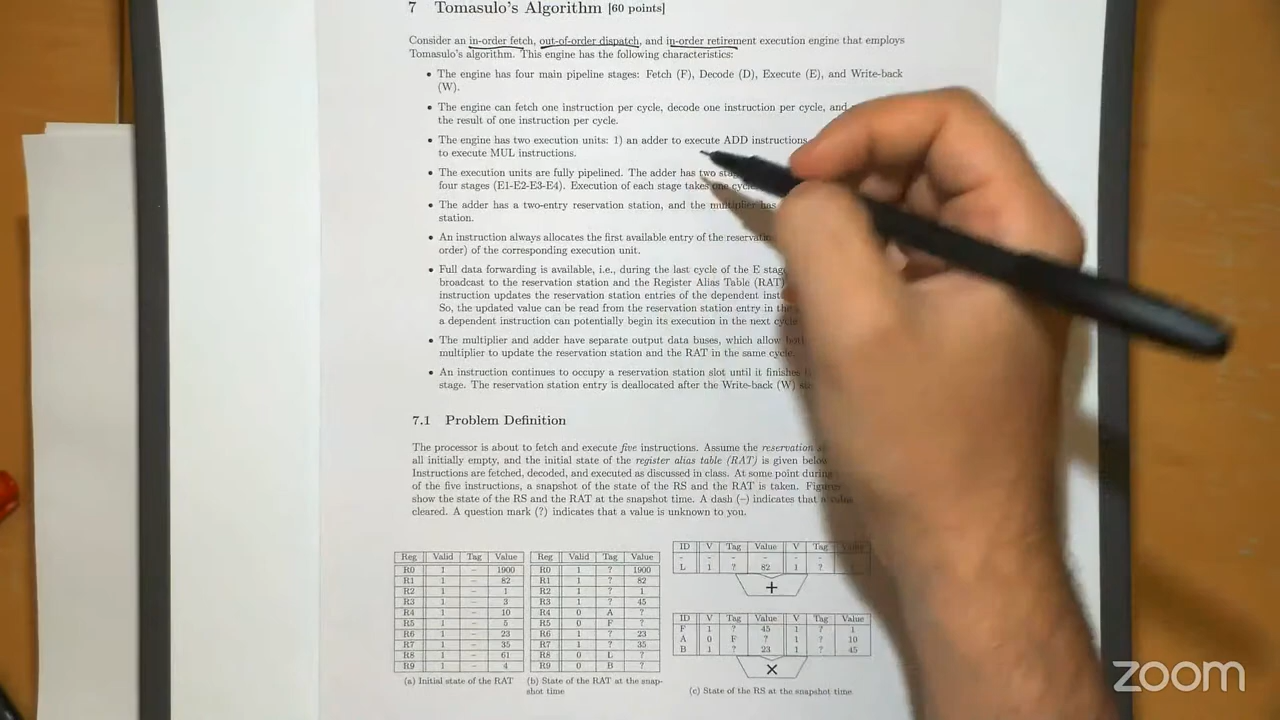 7 Tomasulo's Algorithm [60 points]
Consider an in-order fetch, out-of-order dispatch, and in-order retirement execution engine that employs
Tomasulo's algorithm. This engine has the following characteristics:
• The engine has four main pipeline stages: Fetch (F), Decode (D), Execute (E), and Write-back
(W).
• The engine can fetch one instruction per cycle, decode one instruction per cycle, and
the result of one instruction per cycle.
• The engine has two execution units: 1) an adder to execute ADD instructions
to execute MUL instructions.
• The execution units are fully pipelined. The adder has two
four stages (E1-E2-E3-E4). Execution of each stage takes one
• The adder has a two-entry reservation station, and the multiplier has
station.
• An instruction always allocates the first available entry of the
order) of the corresponding execution unit.
• Full data forwarding is available, i.e., during the last cycle of the E
broadcast to the reservation station and the Register Alias Table (RAT)
instruction updates the reservation station entries of the dependent
So, the updated value can be read from the reservation station entry in the
a dependent instruction can potentially begin its execution in the next
• The multiplier and adder have separate output data buses, which allow
multiplier to update the reservation station and the RAT in the same cycle.
• An instruction continues to occupy a reservation station slot until it finishes
stage. The reservation station entry is deallocated after the Write-back (W)
7.1 Problem Definition
The processor is about to fetch and execute five instructions. Assume the reservation
all initially empty, and the initial state of the register alias table (RAT) is given below
Instructions are fetched, decoded, and executed as discussed in class. At some point during
of the five instructions, a snapshot of the state of the RS and the RAT is taken.
show the state of the RS and the RAT at the snapshot time. A dash (–) indicates that a value
cleared. A question mark (?) indicates that a value is unknown to you.
Reg Valid Tag Value
R0 1 – 1900
R1 1 – 82
R2 1 – 1
R3 1 – 3
R4 1 – 10
R5 1 – 5
R6 1 – 23
R7 1 – 35
R8 1 – 61
R9 1 – 4
(a) Initial state of the RAT
Reg Valid Tag Value
R0 1 ? 1900
R1 1 ? 82
R2 1 ? 1
R3 1 ? 45
R4 0 A ?
R5 0 F ?
R6 1 ? 23
R7 1 ? 35
R8 0 L ?
R9 0 B ?
(b) State of the RAT at the snap-
shot time
ID V Tag Value V Tag Value
- - - - - -
L 1 ? 82 1 ?
+
ID V Tag Value V Tag Value
F 1 ? 45 1 ? 1
A 0 F ? 1 ? 10
B 1 ? 23 1 ? 45
×
(c) State of the RS at the snapshot time
zoom